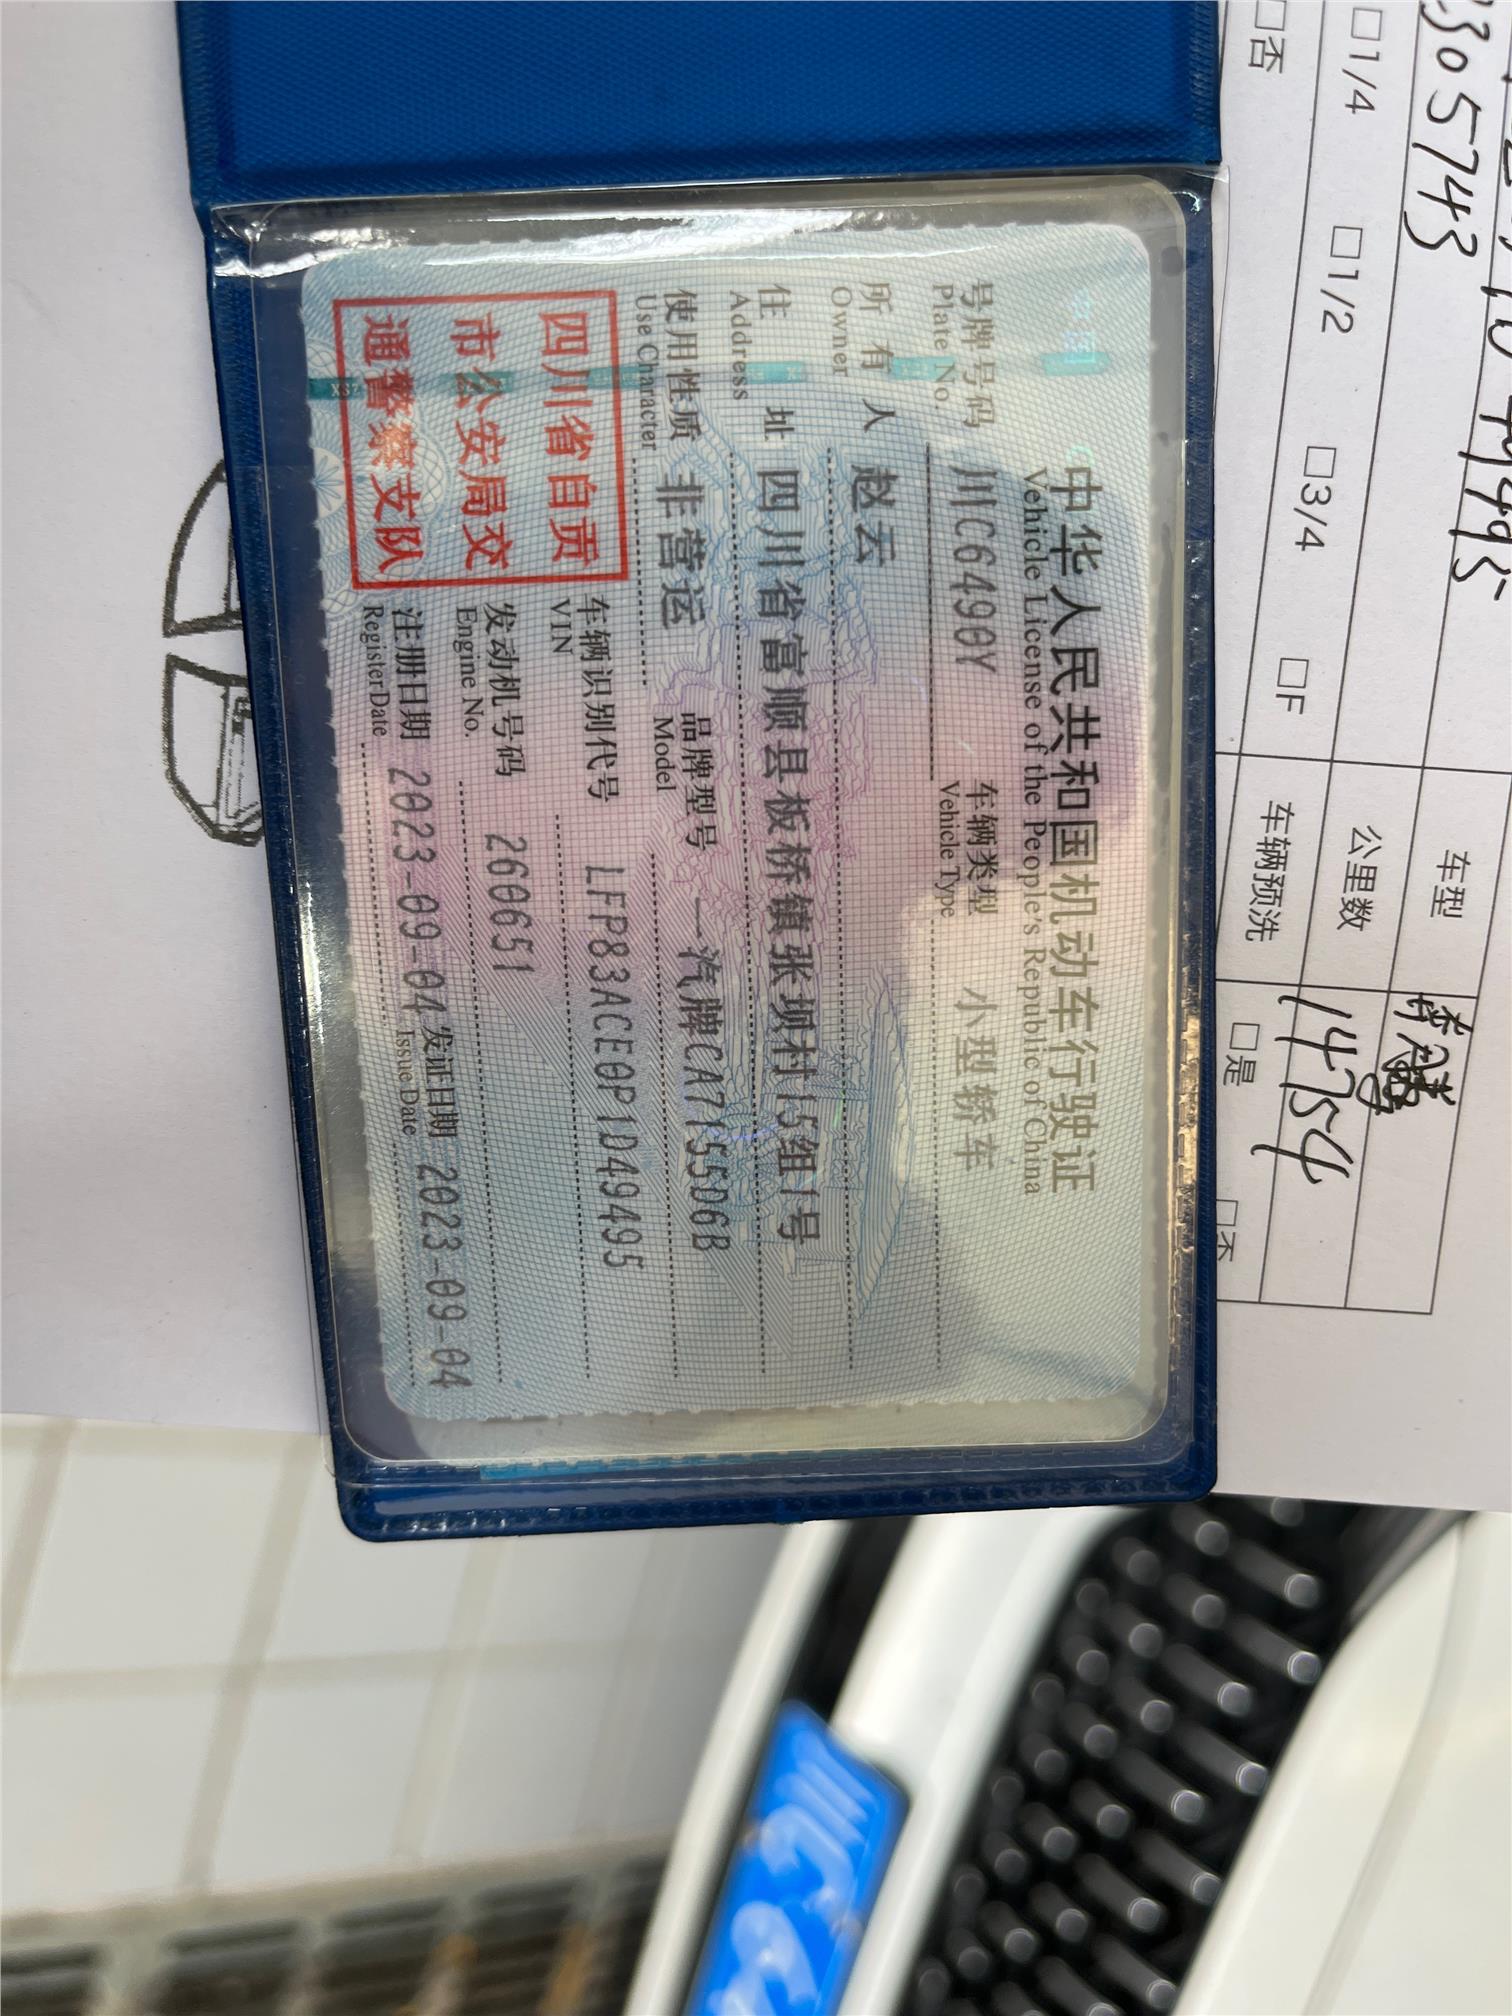 中华人民共和国机动车行驶证
Vehicle License of the People's Republic of China
号牌号码 川C6490Y 车辆类型 小型轿车
Plate No. Vehicle Type
所有人 赵云
Owner
住址 四川省富顺县板桥镇张坝村15组1号
Address
使用性质 非营运 品牌型号 一汽牌CA7155D6B
Use Character Model
四川省自贡
市公安局交
通警察支队
车辆识别代号 LFP83ACE0P1D49495
VIN
发动机号码 260651
Engine No.
注册日期 2023-09-04 发证日期 2023-09-04
Register Date Issue Date
305743 车型
□1/4 □1/2 □3/4 □F 公里数 14754
□否 车辆预洗 □是 □否